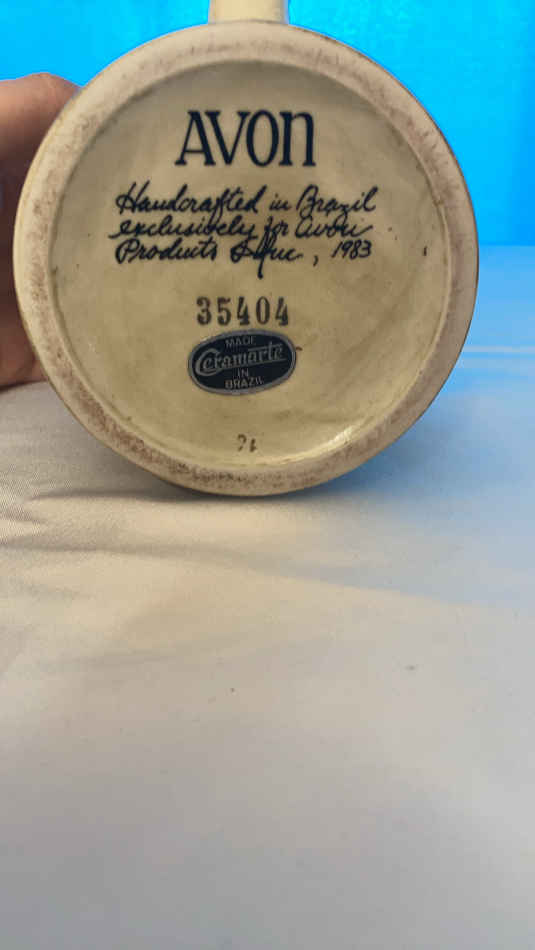 AVON
Handcrafted in Brazil
exclusively for Avon
Products Inc., 1983
35404
MADE
Ceramarte
IN
BRAZIL